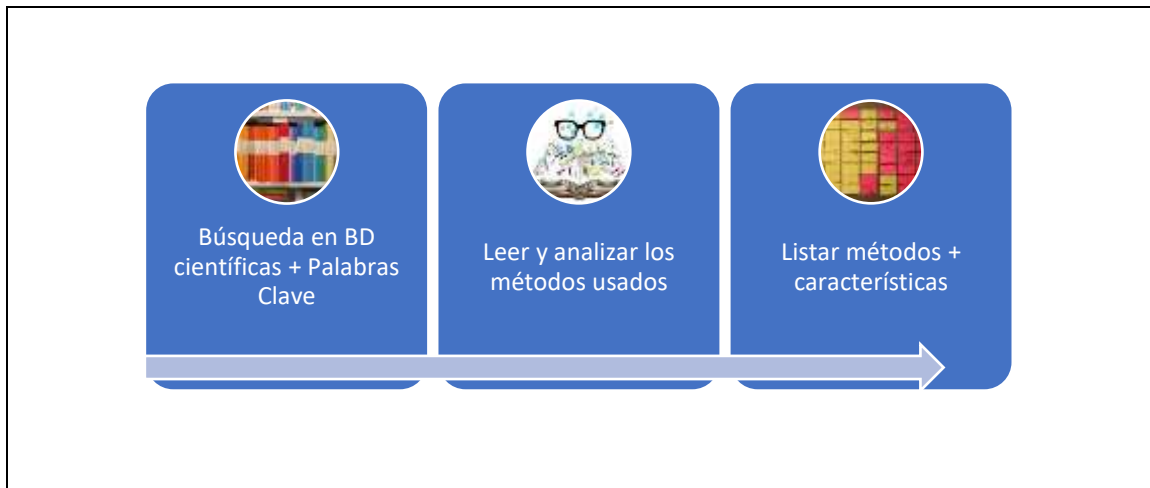 Búsqueda en BD
científicas + Palabras
Clave
Leer y analizar los
métodos usados
Listar métodos +
características